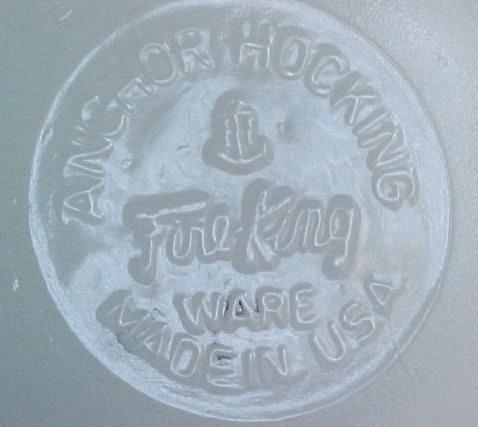 ANCHOR HOCKING
Fire-King
WARE
MADE IN USA